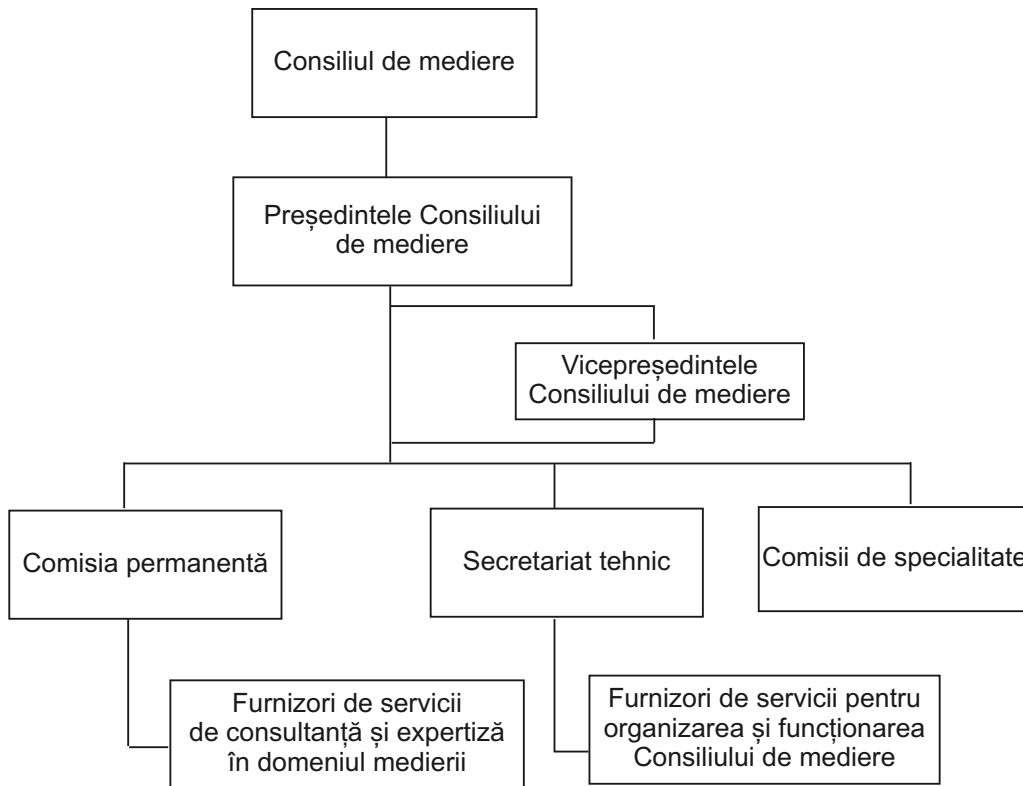 Consiliul de mediere
Președintele Consiliului
de mediere
Vicepreședintele
Consiliului de mediere
Comisia permanentă
Secretariat tehnic
Comisii de specialitate
Furnizori de servicii
de consultanță și expertiză
în domeniul medierii
Furnizori de servicii pentru
organizarea și funcționarea
Consiliului de mediere